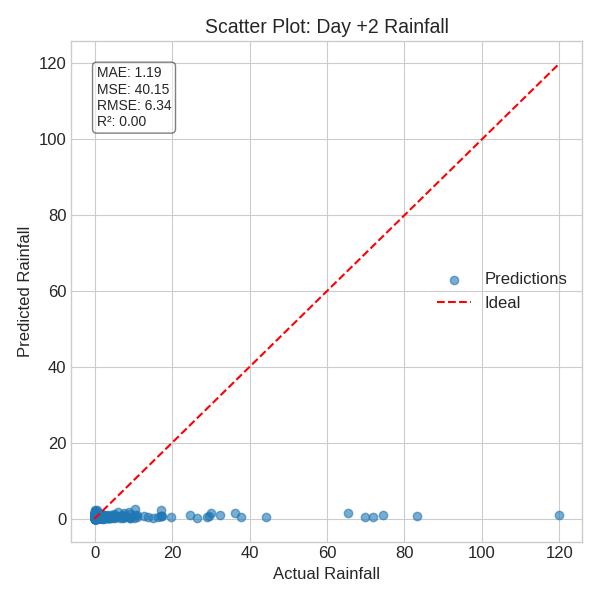 Scatter Plot: Day +2 Rainfall
MAE: 1.19
MSE: 40.15
RMSE: 6.34
R²: 0.00
Predicted Rainfall
120
100
80
60
40
20
0
Predictions
Ideal
0 20 40 60 80 100 120
Actual Rainfall